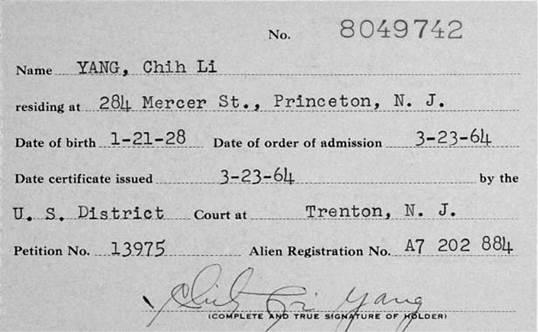 No. 8049742
Name YANG, Chih Li
residing at 284 Mercer St., Princeton, N. J.
Date of birth 1-21-28 Date of order of admission 3-23-64
Date certificate issued 3-23-64 by the
U. S. District Court at Trenton, N. J.
Petition No. 13975 Alien Registration No. A7 202 884
Chih Li Yang
(COMPLETE AND TRUE SIGNATURE OF HOLDER)